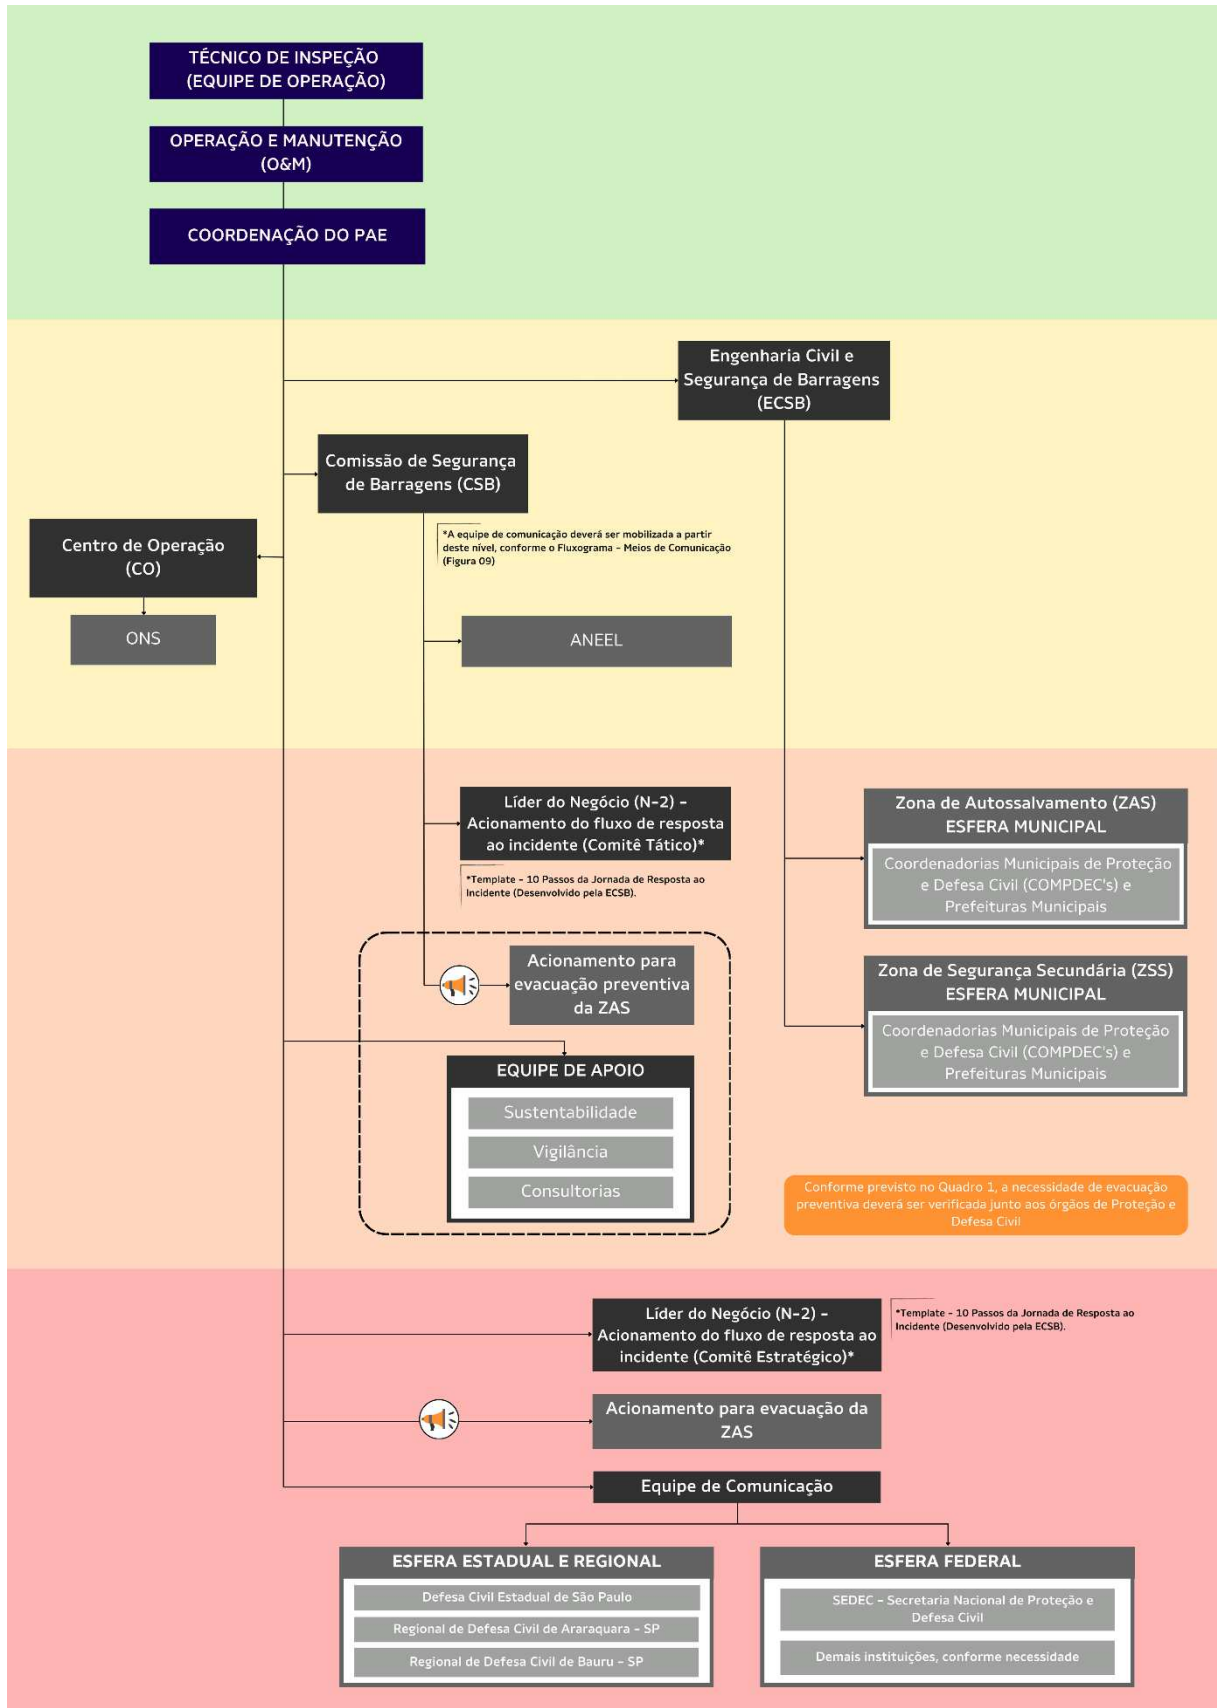 TÉCNICO DE INSPEÇÃO
(EQUIPE DE OPERAÇÃO)
OPERAÇÃO E MANUTENÇÃO
(O&M)
COORDENAÇÃO DO PAE
Engenharia Civil e
Segurança de Barragens
(ECSB)
Comissão de Segurança
de Barragens (CSB)
*A equipe de comunicação deverá ser mobilizada a partir
deste nível, conforme o Fluxograma - Meios de Comunicação
(Figura 09)
Centro de Operação
(CO)
ONS
ANEEL
Líder do Negócio (N-2) -
Acionamento do fluxo de resposta
ao incidente (Comitê Tático)*
*Template - 10 Passos da Jornada de Resposta ao
Incidente (Desenvolvido pela ECSB).
Zona de Autossalvamento (ZAS)
ESFERA MUNICIPAL
Coordenadorias Municipais de Proteção
e Defesa Civil (COMPDEC's) e
Prefeituras Municipais
Acionamento para
evacuação preventiva
da ZAS
Zona de Segurança Secundária (ZSS)
ESFERA MUNICIPAL
Coordenadorias Municipais de Proteção
e Defesa Civil (COMPDEC's) e
Prefeituras Municipais
EQUIPE DE APOIO
Sustentabilidade
Vigilância
Consultorias
Conforme previsto no Quadro 1, a necessidade de evacuação
preventiva deverá ser verificada junto aos órgãos de Proteção e
Defesa Civil
Líder do Negócio (N-2) -
Acionamento do fluxo de resposta ao
incidente (Comitê Estratégico)*
*Template - 10 Passos da Jornada de Resposta ao
Incidente (Desenvolvido pela ECSB).
Acionamento para evacuação da
ZAS
Equipe de Comunicação
ESFERA ESTADUAL E REGIONAL
Defesa Civil Estadual de São Paulo
Regional de Defesa Civil de Araraquara - SP
Regional de Defesa Civil de Bauru - SP
ESFERA FEDERAL
SEDEC - Secretaria Nacional de Proteção e
Defesa Civil
Demais instituições, conforme necessidade